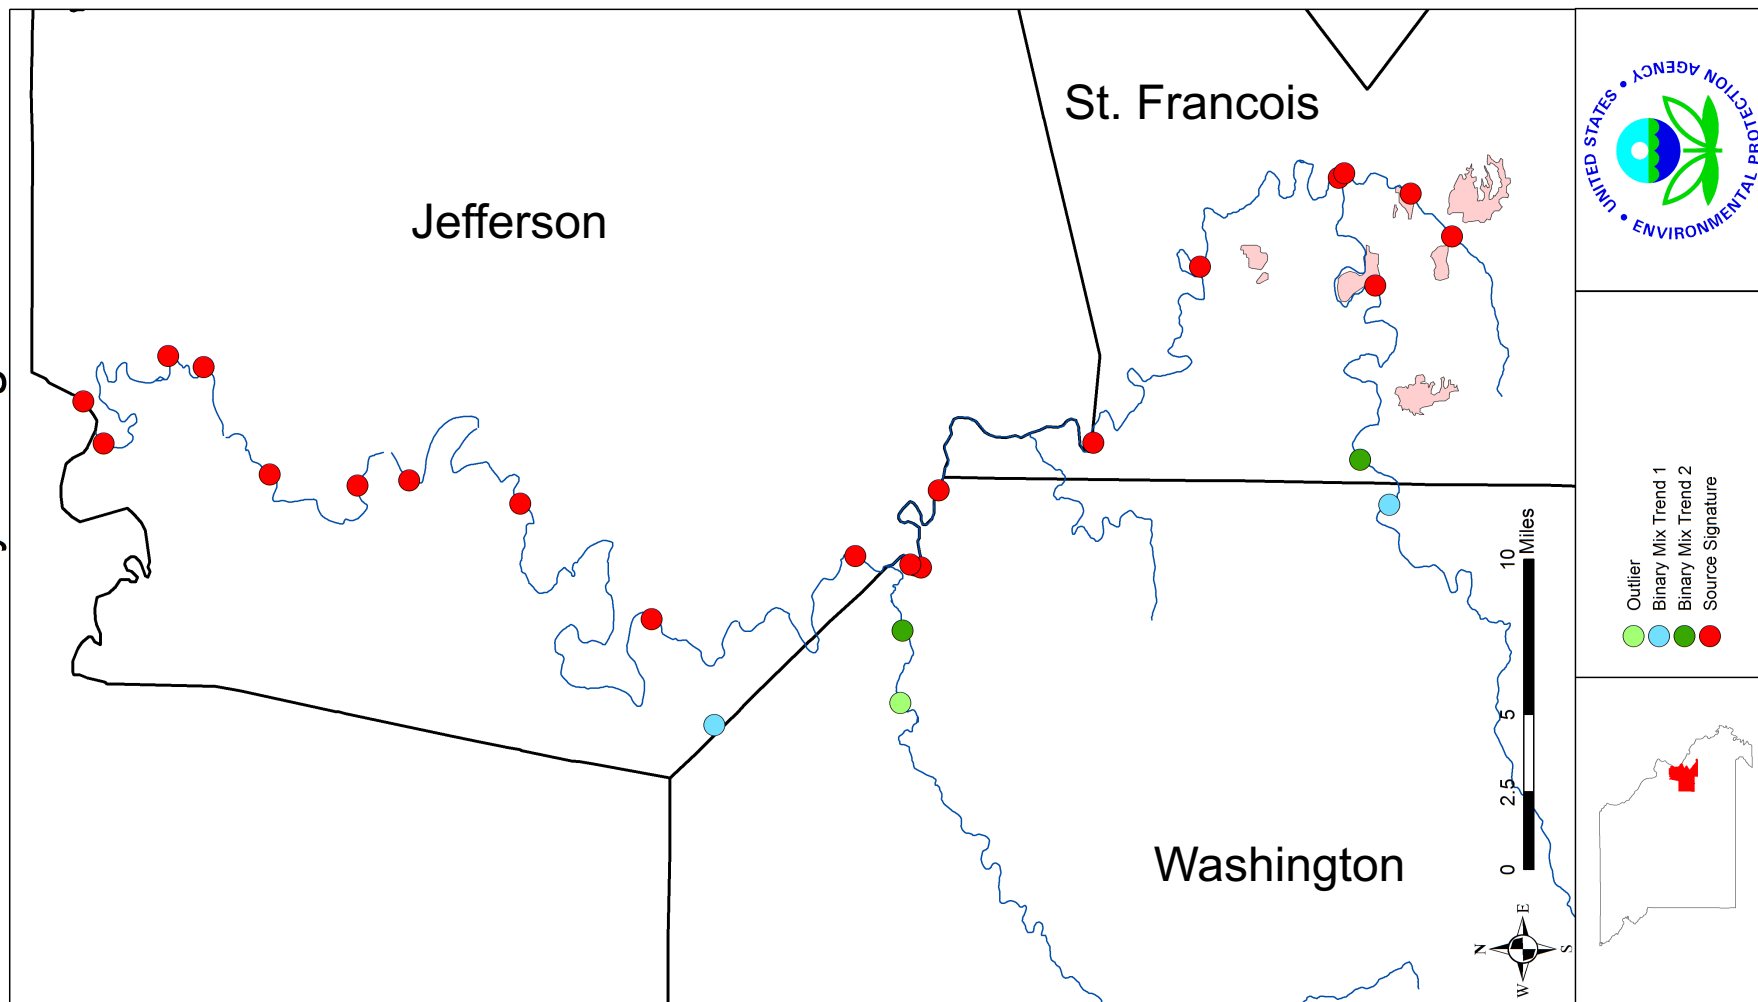 Jefferson
St. Francois
Washington
UNITED STATES • ENVIRONMENTAL PROTECTION AGENCY •
Outlier
Binary Mix Trend 1
Binary Mix Trend 2
Source Signature
0 2.5 5 10
Miles
N
E
S
W